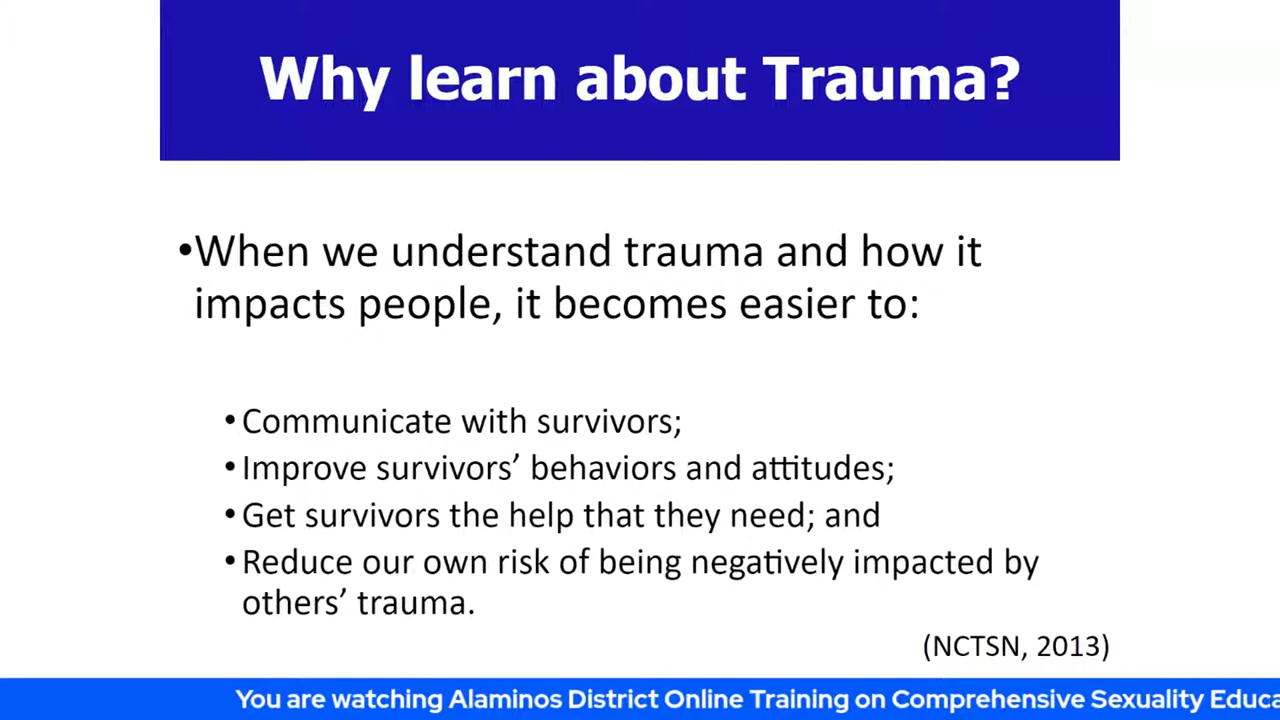 Why learn about Trauma?
•When we understand trauma and how it
impacts people, it becomes easier to:
•Communicate with survivors;
•Improve survivors’ behaviors and attitudes;
•Get survivors the help that they need; and
•Reduce our own risk of being negatively impacted by
others’ trauma.
(NCTSN, 2013)
You are watching Alaminos District Online Training on Comprehensive Sexuality Educa